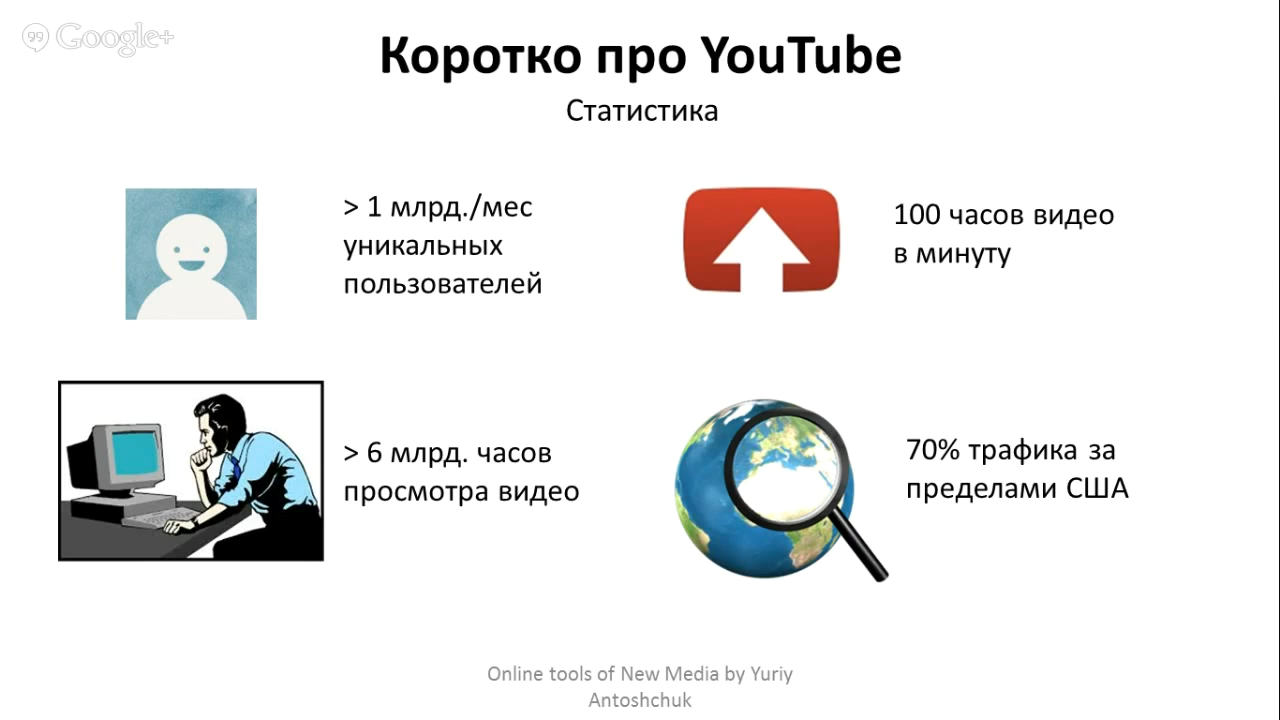 Google+
Коротко про YouTube
Статистика
> 1 млрд./мес
уникальных
пользователей
100 часов видео
в минуту
> 6 млрд. часов
просмотра видео
70% трафика за
пределами США
Online tools of New Media by Yuriy
Antoshchuk